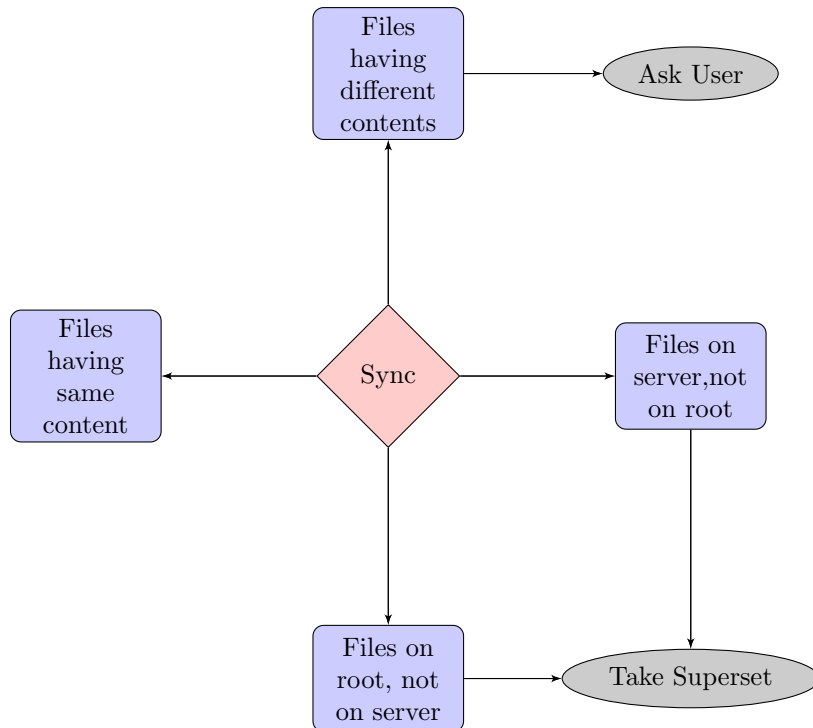 Files
having
different
contents
Ask User
Files
having
same
content
Sync
Files on
server,not
on root
Files on
root, not
on server
Take Superset